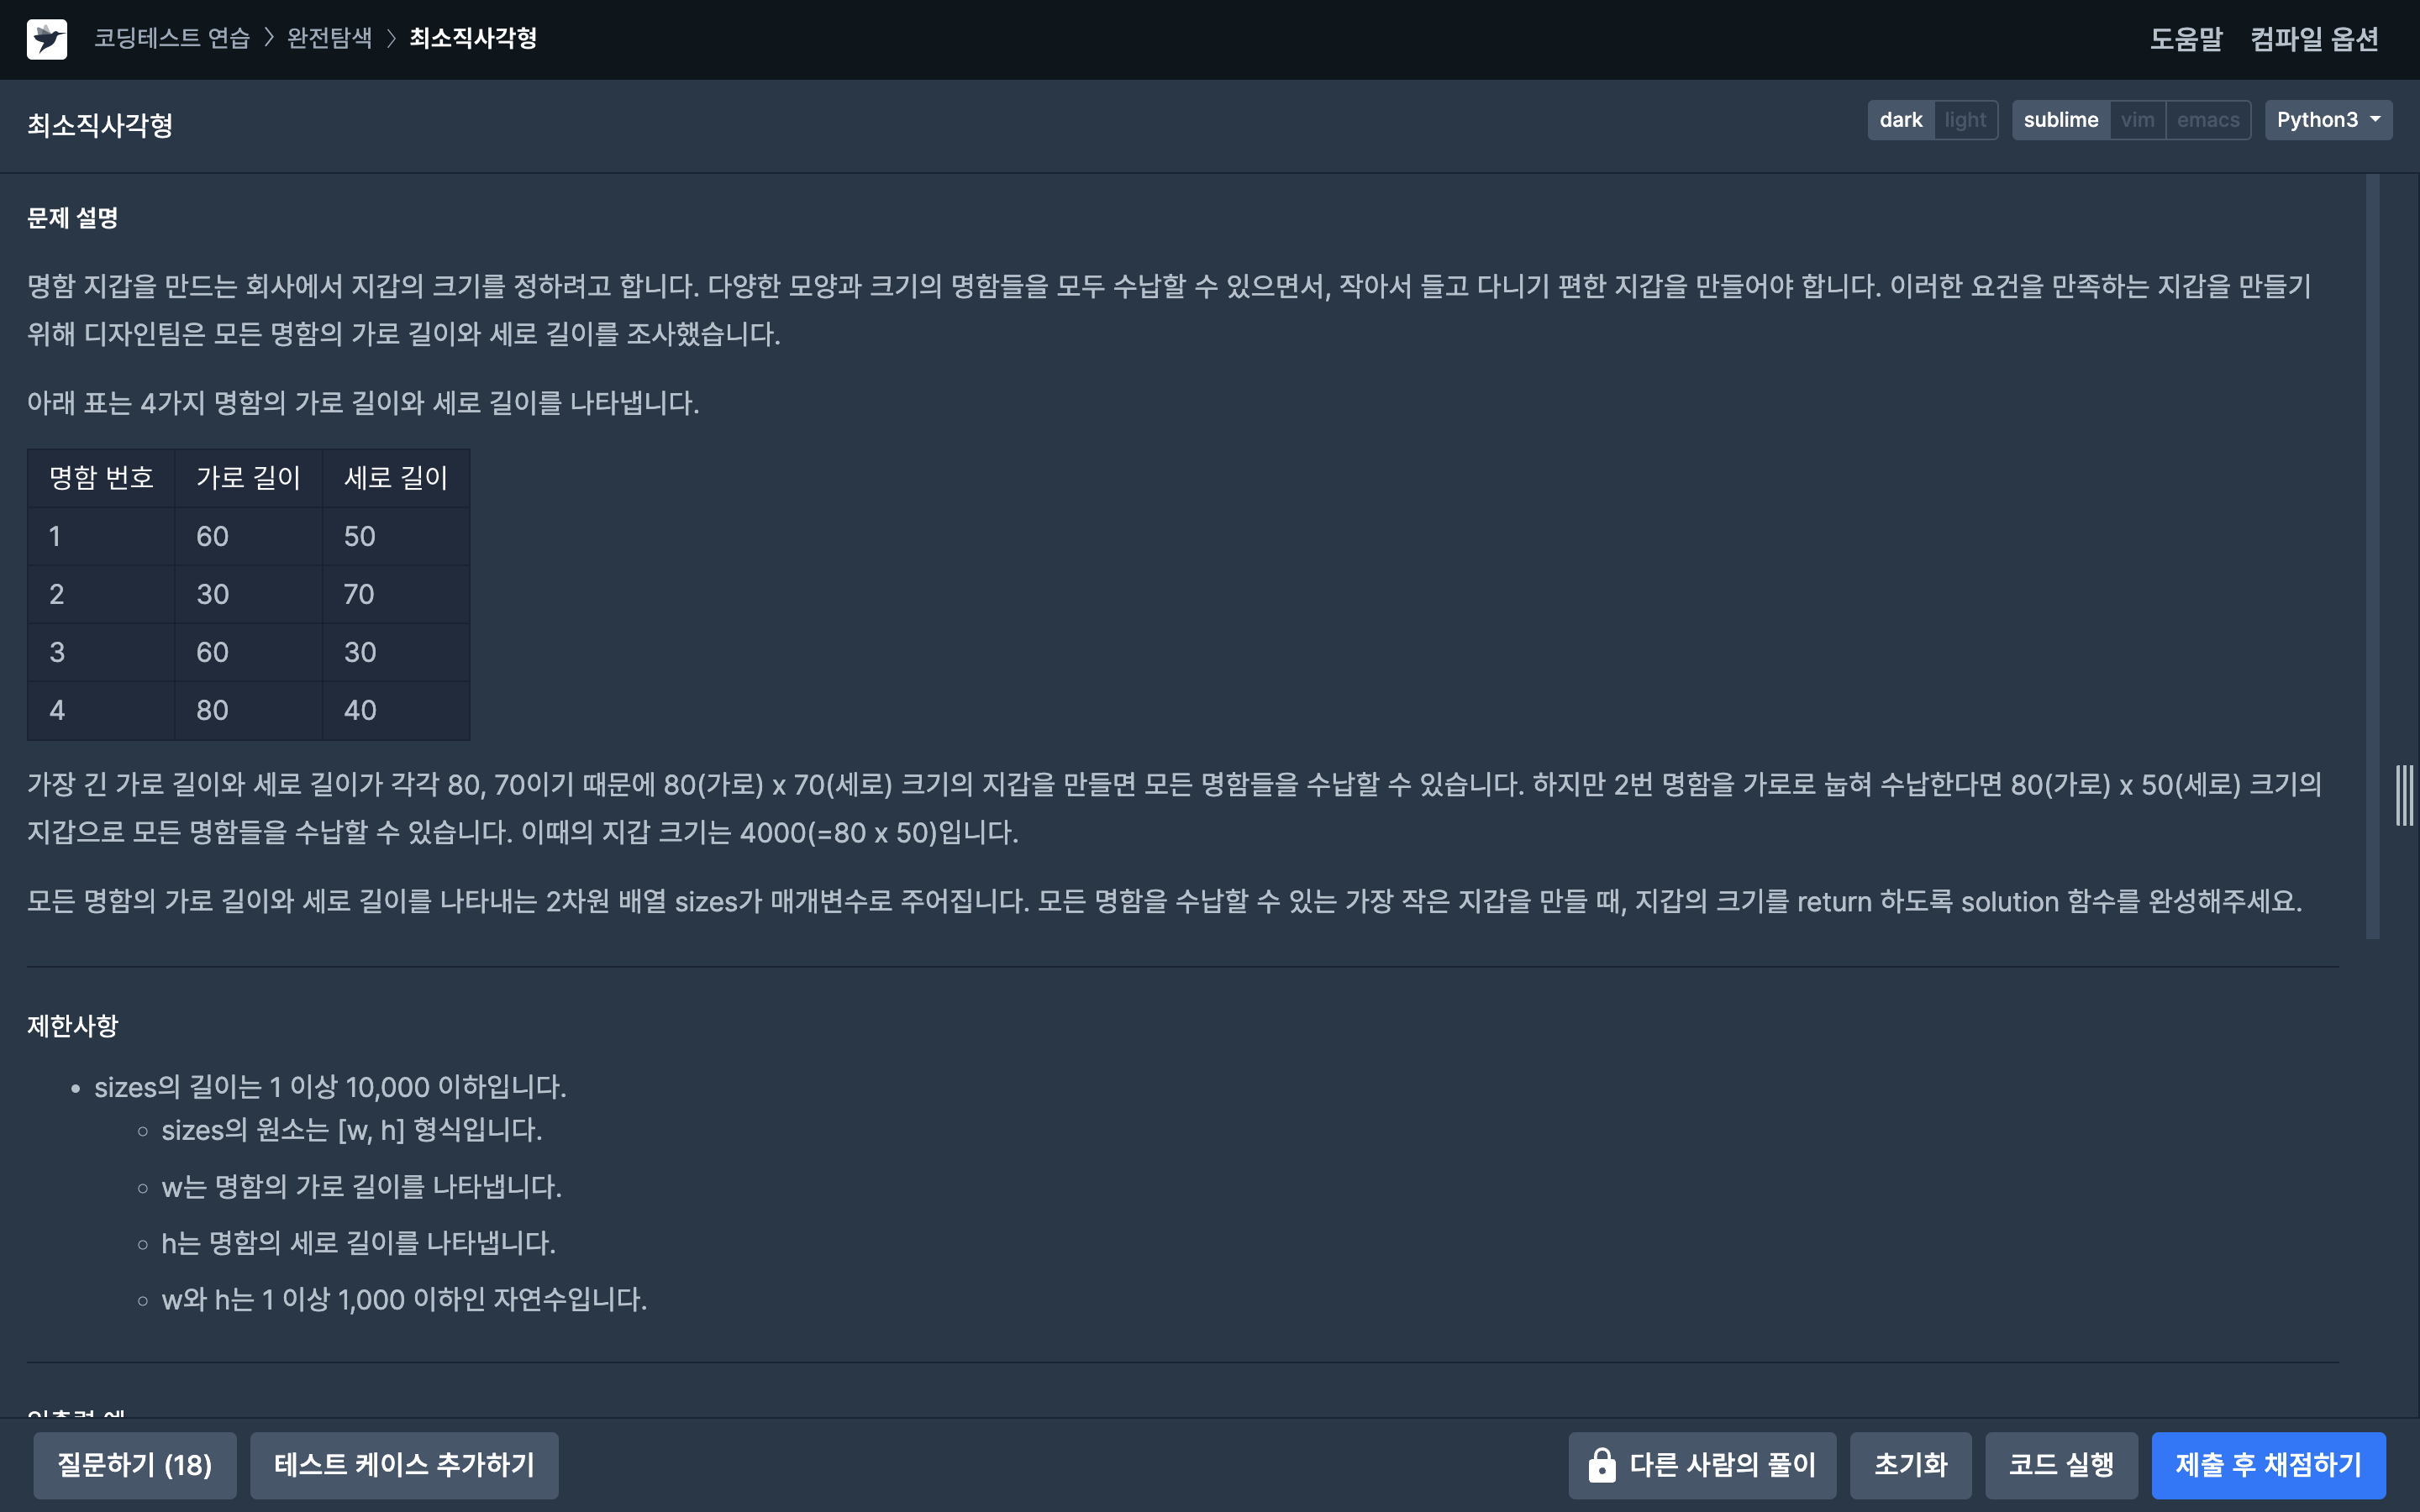 코딩테스트 연습 > 완전탐색 > 최소직사각형
도움말 컴파일 옵션
최소직사각형
dark light sublime vim emacs Python3
문제 설명
명함 지갑을 만드는 회사에서 지갑의 크기를 정하려고 합니다. 다양한 모양과 크기의 명함들을 모두 수납할 수 있으면서, 작아서 들고 다니기 편한 지갑을 만들어야 합니다. 이러한 요건을 만족하는 지갑을 만들기
위해 디자인팀은 모든 명함의 가로 길이와 세로 길이를 조사했습니다.
아래 표는 4가지 명함의 가로 길이와 세로 길이를 나타냅니다.
명함 번호 가로 길이 세로 길이
1 60 50
2 30 70
3 60 30
4 80 40
가장 긴 가로 길이와 세로 길이가 각각 80, 70이기 때문에 80(가로) x 70(세로) 크기의 지갑을 만들면 모든 명함들을 수납할 수 있습니다. 하지만 2번 명함을 가로로 눕혀 수납한다면 80(가로) x 50(세로) 크기의
지갑으로 모든 명함들을 수납할 수 있습니다. 이때의 지갑 크기는 4000(=80 x 50)입니다.
모든 명함의 가로 길이와 세로 길이를 나타내는 2차원 배열 sizes가 매개변수로 주어집니다. 모든 명함을 수납할 수 있는 가장 작은 지갑을 만들 때, 지갑의 크기를 return 하도록 solution 함수를 완성해주세요.
제한사항
• sizes의 길이는 1 이상 10,000 이하입니다.
◦ sizes의 원소는 [w, h] 형식입니다.
◦ w는 명함의 가로 길이를 나타냅니다.
◦ h는 명함의 세로 길이를 나타냅니다.
◦ w와 h는 1 이상 1,000 이하인 자연수입니다.
질문하기 (18) 테스트 케이스 추가하기 다른 사람의 풀이 초기화 코드 실행 제출 후 채점하기